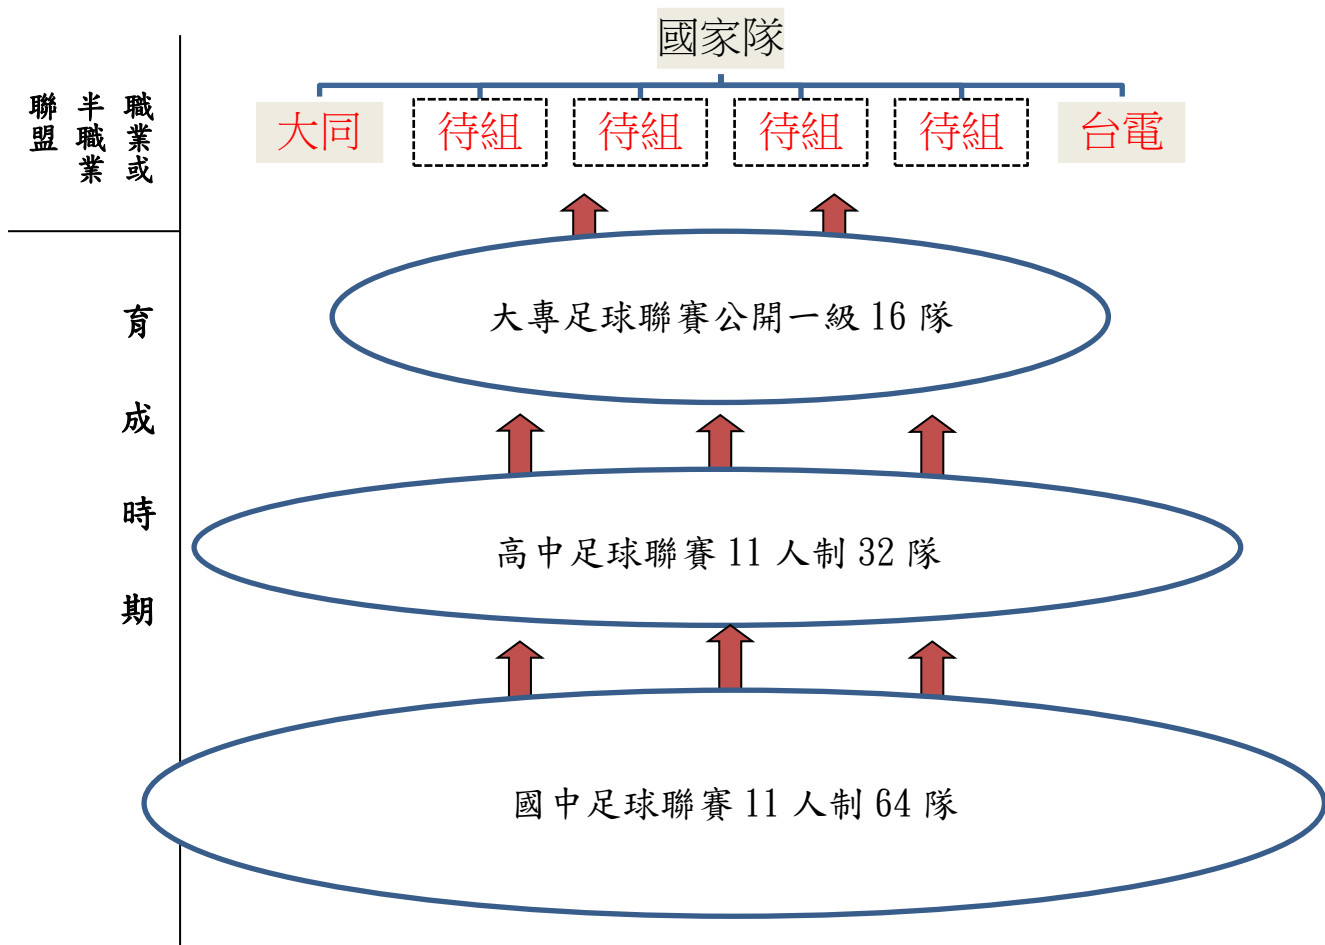 國家隊
職業或
半職業
聯盟
大同
待組
待組
待組
待組
台電
大專足球聯賽公開一級 16 隊
育成時期
高中足球聯賽 11 人制 32 隊
國中足球聯賽 11 人制 64 隊